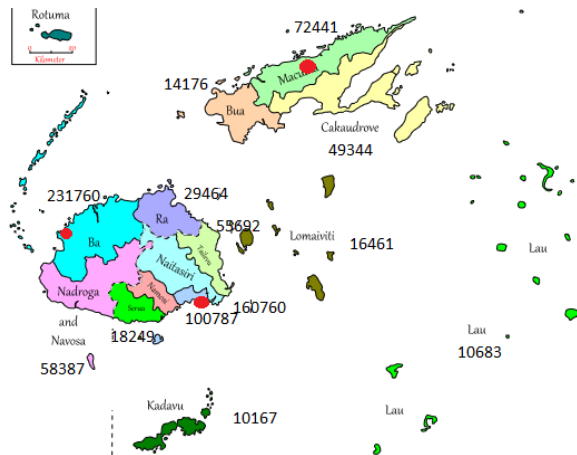 Rotuma
0
Kilometer
72441
Macuata
14176
Bua
Cakaudrove
49344
231760
29464
Ra
55692
Ba
Tailevu
Lomaiviti
16461
Lau
Naitasiri
Nadroga
Namosi
Serua
160760
100787
and
Navosa
18249
Lau
10683
58387
Kadavu
10167
Lau